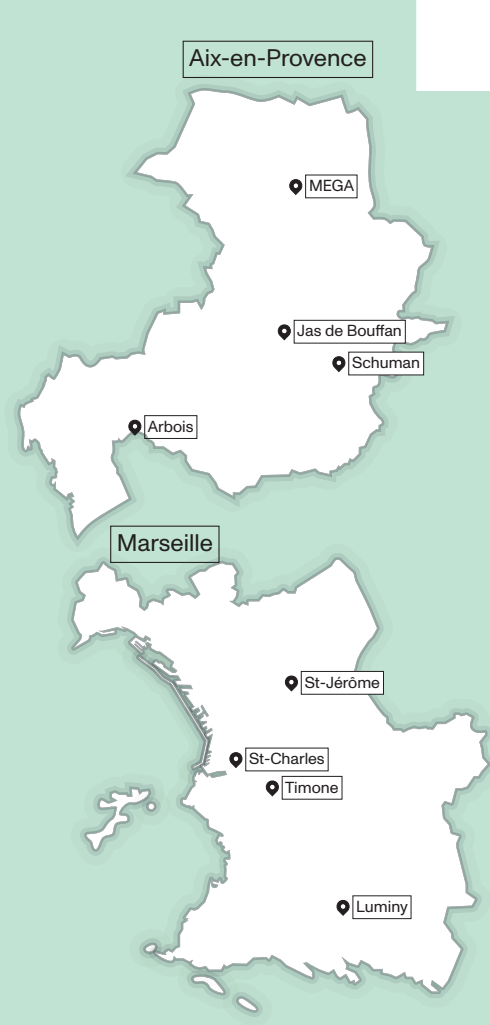 Aix-en-Provence
MEGA
Jas de Bouffan
Schuman
Arbois
Marseille
St-Jérôme
St-Charles
Timone
Luminy